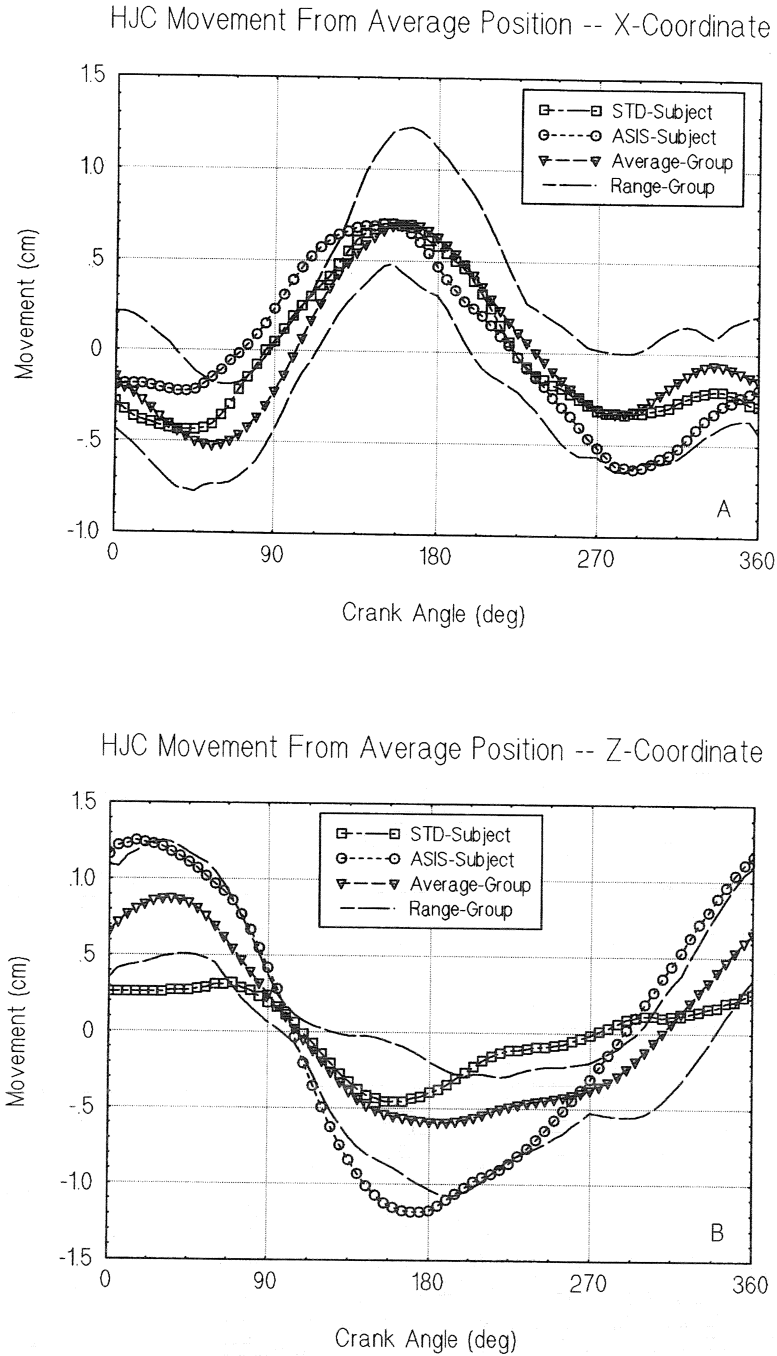 HJC Movement From Average Position -- X-Coordinate
1.5
1.0
.5
0
-.5
-1.0
Movement (cm)
STD-Subject
ASIS-Subject
Average-Group
Range-Group
A
0 90 180 270 360
Crank Angle (deg)
HJC Movement From Average Position -- Z-Coordinate
1.5
1.0
.5
0
-.5
-1.0
-1.5
Movement (cm)
STD-Subject
ASIS-Subject
Average-Group
Range-Group
B
0 90 180 270 360
Crank Angle (deg)